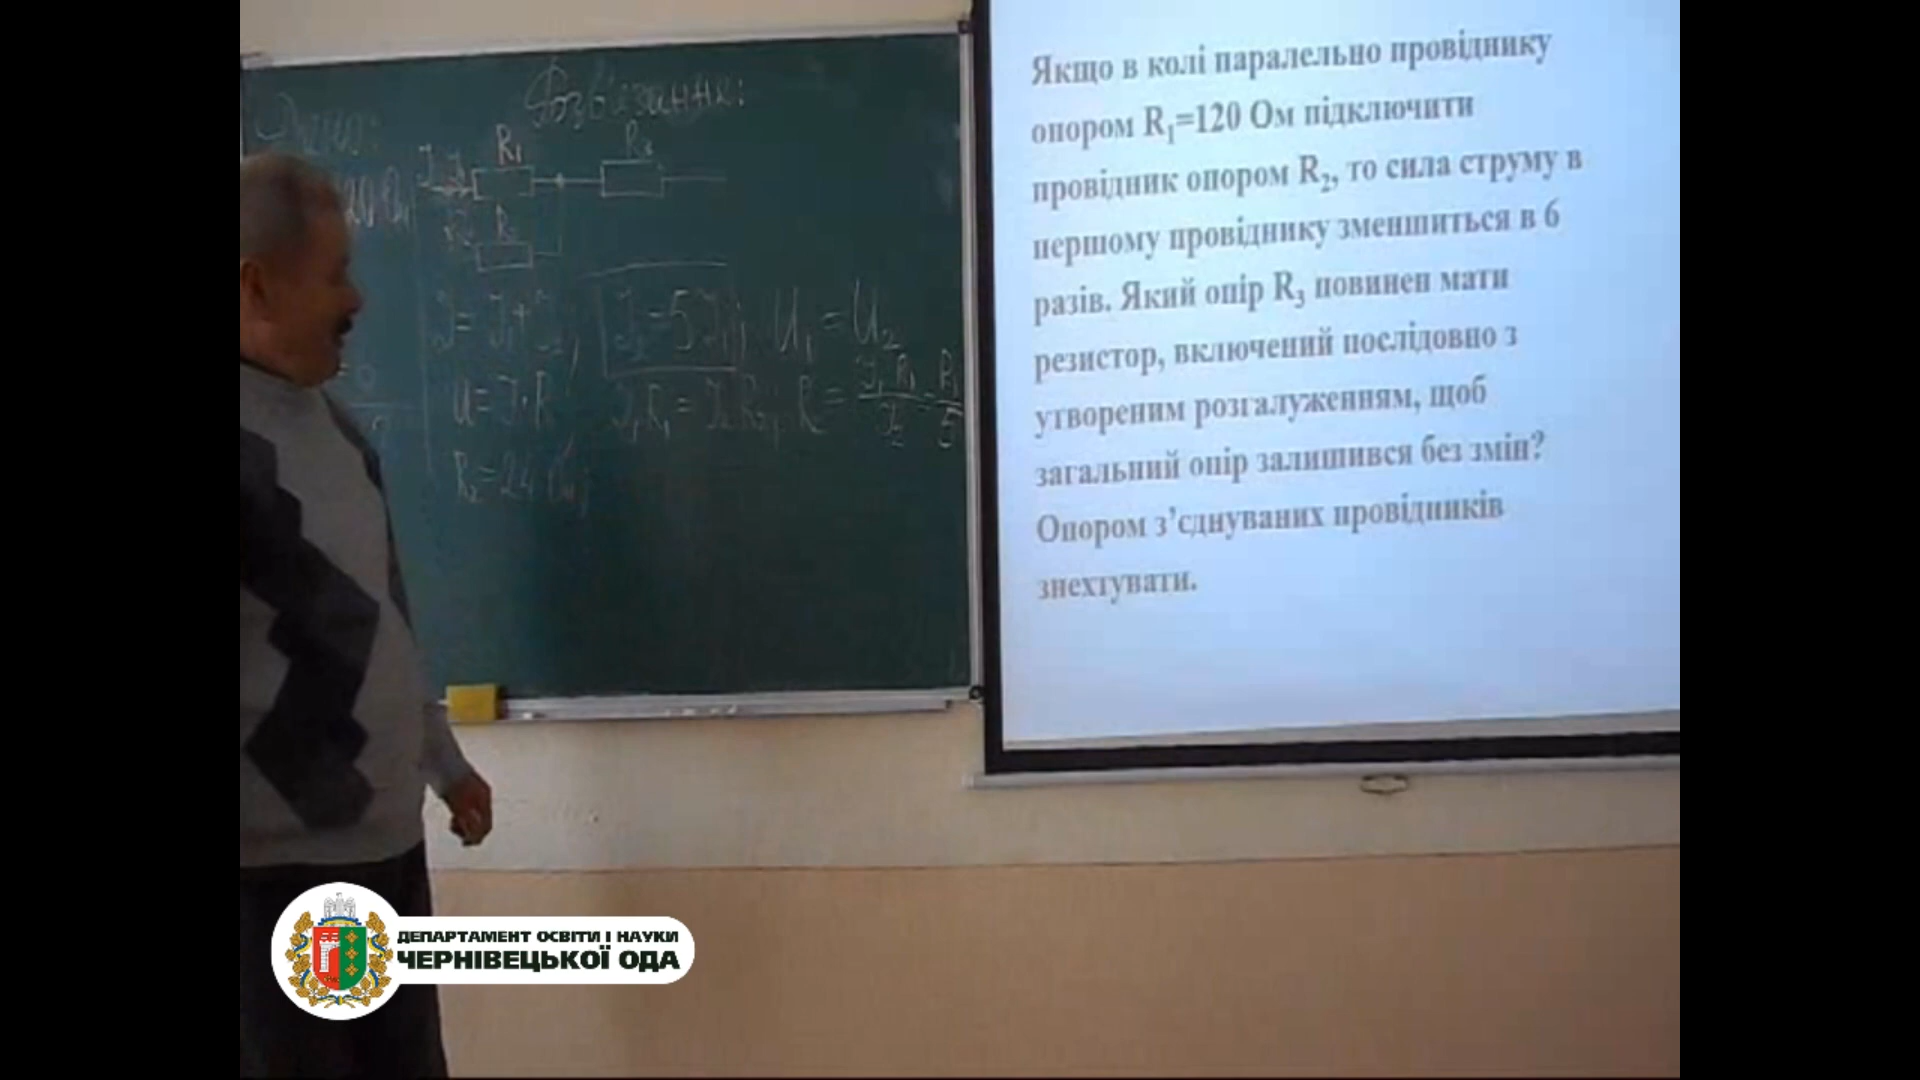 Розв'язання:
R₁
R₃
R₂
U₁ = U₂
U = I · R
I₁R₁ = I₂R₂;
R₂ = 24 Ом
Якщо в колі паралельно провіднику
опором R₁=120 Ом підключити
провідник опором R₂, то сила струму в
першому провіднику зменшиться в 6
разів. Який опір R₃ повинен мати
резистор, включений послідовно з
утвореним розгалуженням, щоб
загальний опір залишився без змін?
Опором з’єднуваних провідників
знехтувати.
ДЕПАРТАМЕНТ ОСВІТИ І НАУКИ
ЧЕРНІВЕЦЬКОЇ ОДА